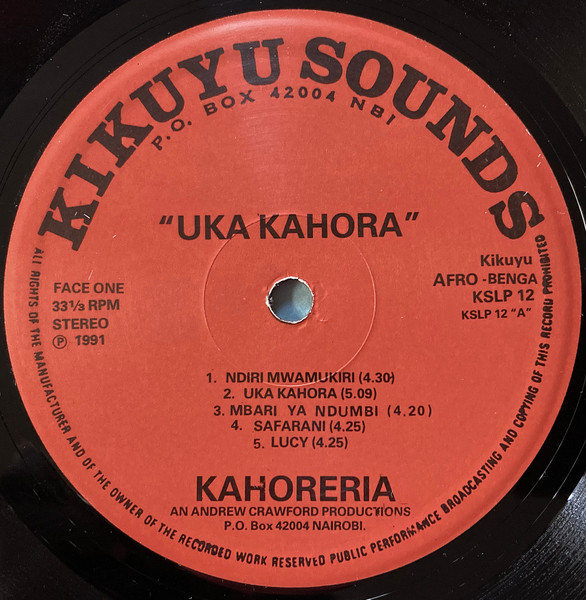 KIKUYU SOUNDS
P.O. BOX 42004 NBI
"UKA KAHORA"
FACE ONE
33⅓ RPM
STEREO
Ⓟ 1991
Kikuyu
AFRO -BENGA
KSLP 12
KSLP 12 "A"
1. NDIRI MWAMUKIRI (4.30)
2. UKA KAHORA (5.09)
3. MBARI YA NDUMBI (4.20)
4. SAFARANI (4.25)
5. LUCY (4.25)
KAHORERIA
AN ANDREW CRAWFORD PRODUCTIONS
P.O. Box 42004 NAIROBI.
ALL RIGHTS OF THE MANUFACTURER AND OF THE OWNER OF THE RECORDED WORK RESERVED PUBLIC PERFORMANCE BROADCASTING AND COPYING OF THIS RECORD PROHIBITED